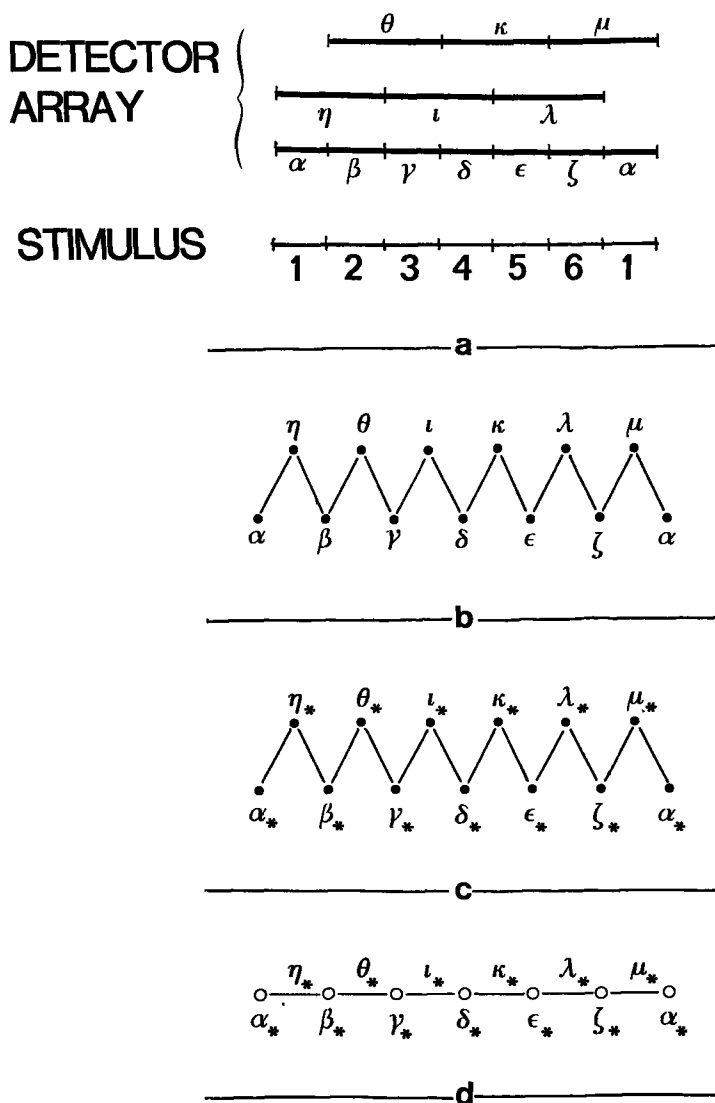 θ κ μ
DETECTOR
ARRAY
η ι λ
α β γ δ ϵ ζ α
STIMULUS
1 2 3 4 5 6 1
a
η θ ι κ λ μ
α β γ δ ϵ ζ α
b
η* θ* ι* κ* λ* μ*
α* β* γ* δ* ϵ* ζ* α*
c
η* θ* ι* κ* λ* μ*
α* β* γ* δ* ϵ* ζ* α*
d